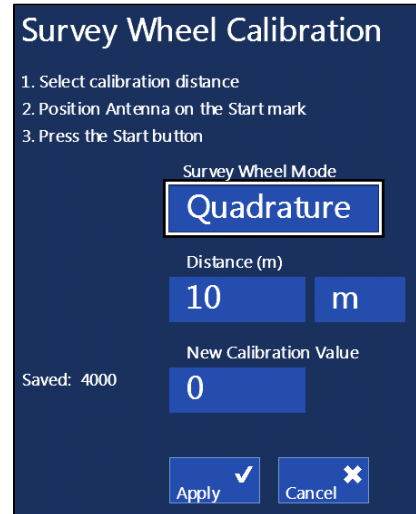 Survey Wheel Calibration
1. Select calibration distance
2. Position Antenna on the Start mark
3. Press the Start button
Survey Wheel Mode
Quadrature
Distance (m)
10 m
New Calibration Value
Saved: 4000 0
Apply Cancel